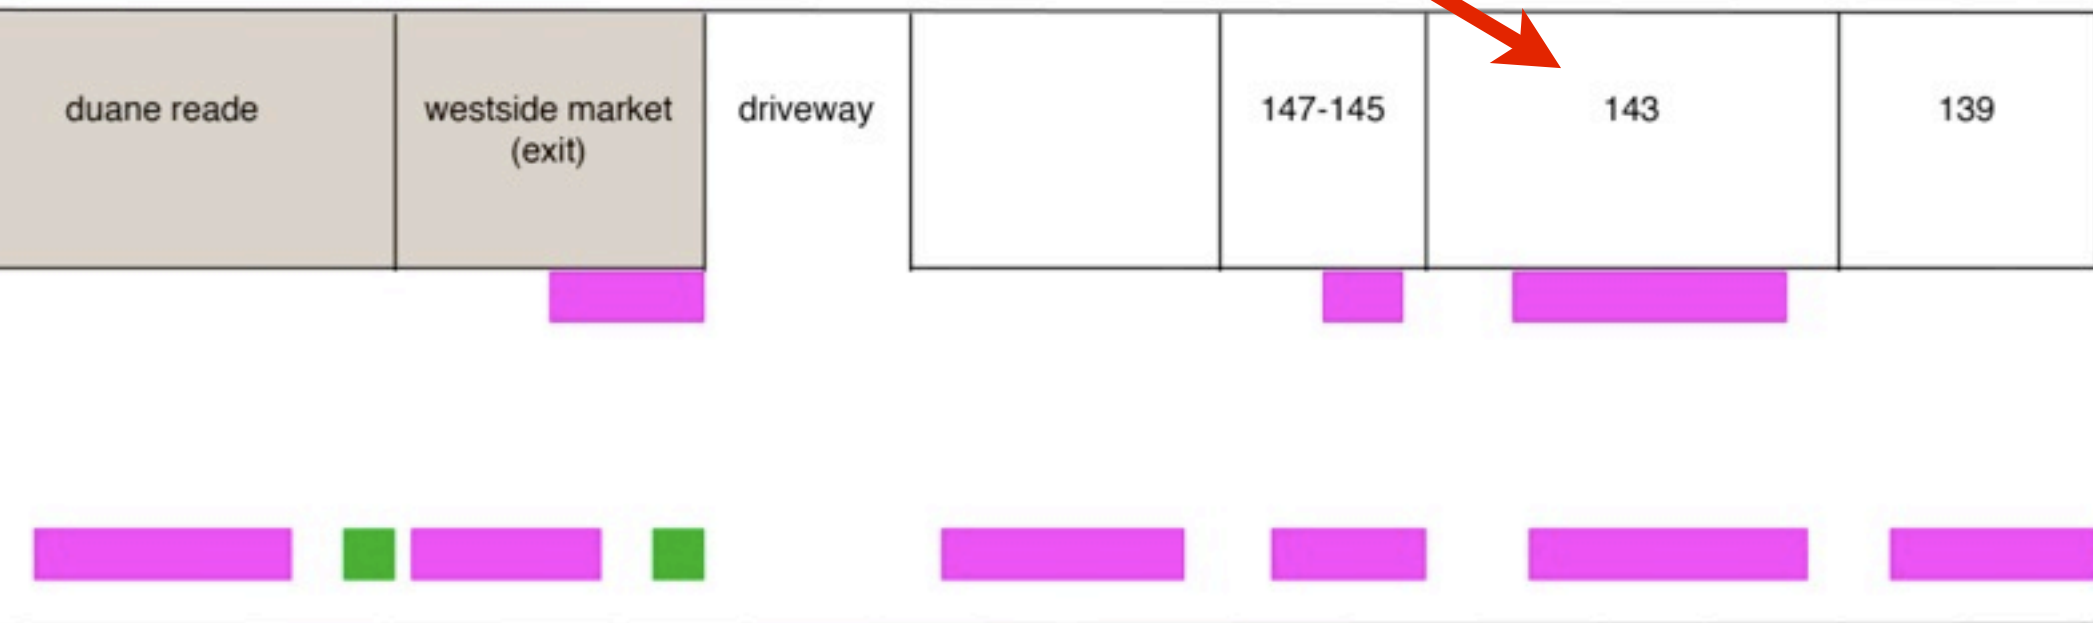 duane reade
westside market
(exit)
driveway
147-145
143
139